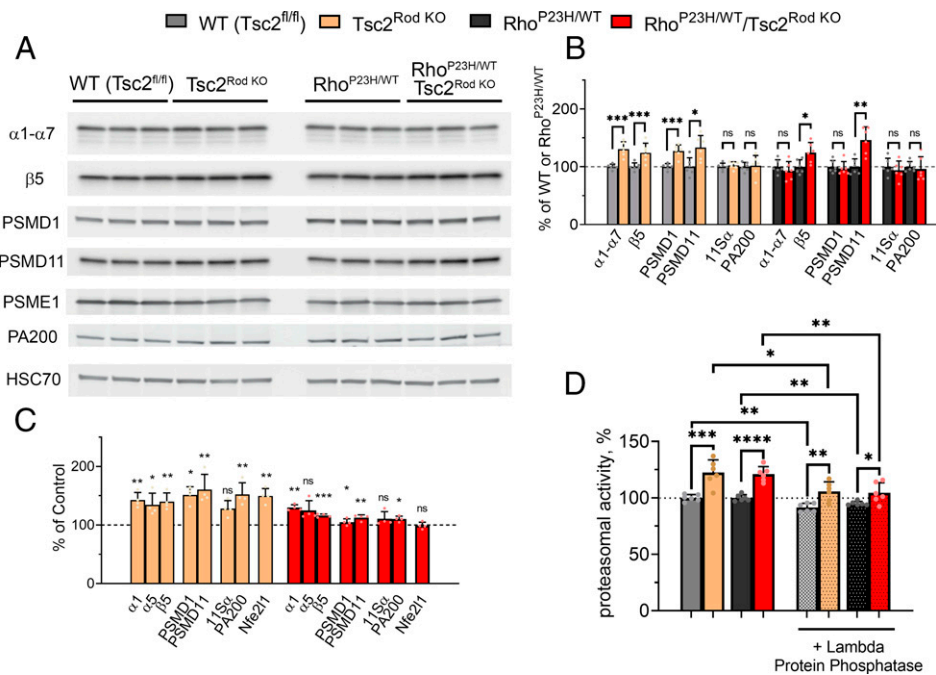 WT (Tsc2fl/fl) Tsc2Rod KO RhoP23H/WT RhoP23H/WT/Tsc2Rod KO
A
WT (Tsc2fl/fl) Tsc2Rod KO RhoP23H/WT RhoP23H/WT
Tsc2Rod KO
α1-α7
β5
PSMD1
PSMD11
PSME1
PA200
HSC70
B
% of WT or RhoP23H/WT
200
100
0
*** *** *** * ns ns ns * ns ** ns ns
α1-α7 β5 PSMD1 PSMD11 11Sα PA200 α1-α7 β5 PSMD1 PSMD11 11Sα PA200
C
% of Control
200
100
0
** * ** * ** ns ** ** ** ns *** * ** ns * ns
α1 α5 β5 PSMD1 PSMD11 11Sα PA200 Nfe2l1 α1 α5 β5 PSMD1 PSMD11 11Sα PA200 Nfe2l1
D
proteasomal activity, %
150
100
50
0
**
*
**
**
*** **** ** *
+ Lambda
Protein Phosphatase